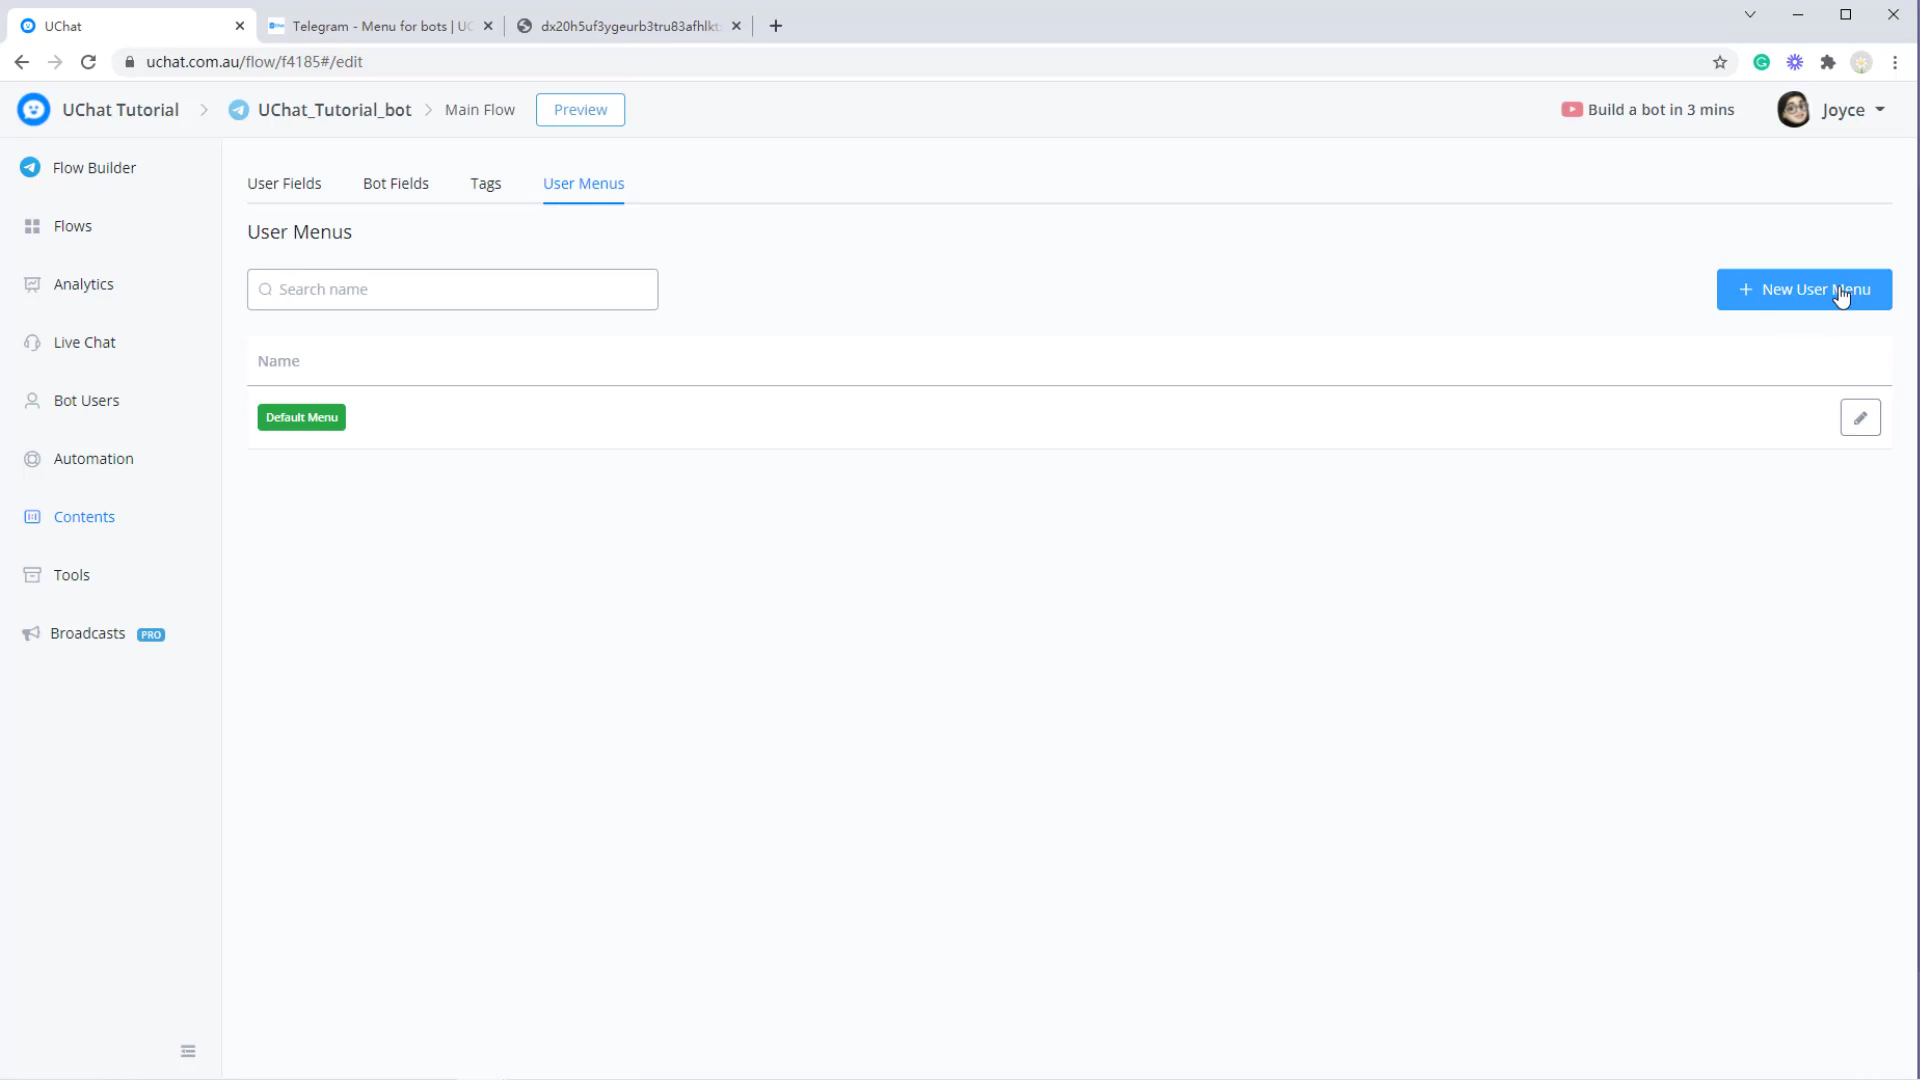 UChat
Telegram - Menu for bots | UC
dx20h5uf3ygeurb3tru83afhlkt
uchat.com.au/flow/f4185#/edit
UChat Tutorial
UChat_Tutorial_bot
Main Flow
Preview
Build a bot in 3 mins
Joyce
Flow Builder
Flows
Analytics
Live Chat
Bot Users
Automation
Contents
Tools
Broadcasts PRO
User Fields
Bot Fields
Tags
User Menus
User Menus
Search name
+ New User Menu
Name
Default Menu